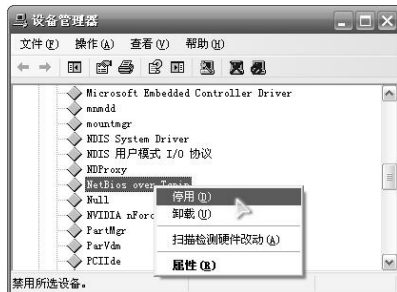 设备管理器
文件(F) 操作(A) 查看(V) 帮助(H)
Microsoft Embedded Controller Driver
mnmdd
mountmgr
NDIS System Driver
NDIS 用户模式 I/O 协议
NDProxy
NetBios over Tcpip
停用(D)
Null
卸载(U)
NVIDIA nForc
PartMgr
扫描检测硬件改动(A)
ParVdm
PCIIde
属性(R)
禁用所选设备。